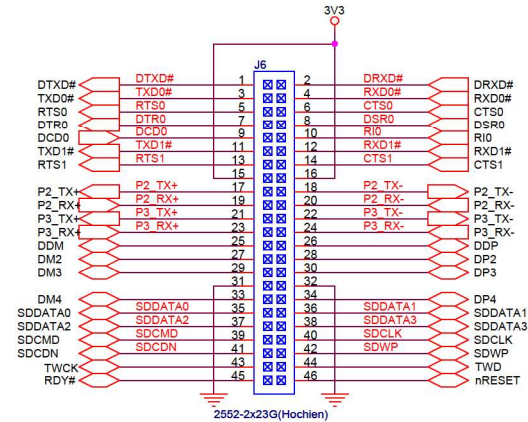 3V3
J6
DTXD# DTXD# 1 2 DRXD# DRXD#
TXD0# TXD0# 3 4 RXD0# RXD0#
RTS0 RTS0 5 6 CTS0 CTS0
DTR0 DTR0 7 8 DSR0 DSR0
DCD0 DCD0 9 10 RI0 RI0
TXD1# TXD1# 11 12 RXD1# RXD1#
RTS1 RTS1 13 14 CTS1 CTS1
15 16
P2_TX+ P2_TX+ 17 18 P2_TX- P2_TX-
P2_RX+ P2_RX+ 19 20 P2_RX- P2_RX-
P3_TX+ P3_TX+ 21 22 P3_TX- P3_TX-
P3_RX+ P3_RX+ 23 24 P3_RX- P3_RX-
DDM 25 26 DDP
DM2 27 28 DP2
DM3 29 30 DP3
31 32
DM4 33 34 DP4
SDDATA0 SDDATA0 35 36 SDDATA1 SDDATA1
SDDATA2 SDDATA2 37 38 SDDATA3 SDDATA3
SDCMD SDCMD 39 40 SDCLK SDCLK
SDCDN SDCDN 41 42 SDWP SDWP
TWCK 43 44 TWD
RDY# 45 46 nRESET
2552-2x23G(Hochien)